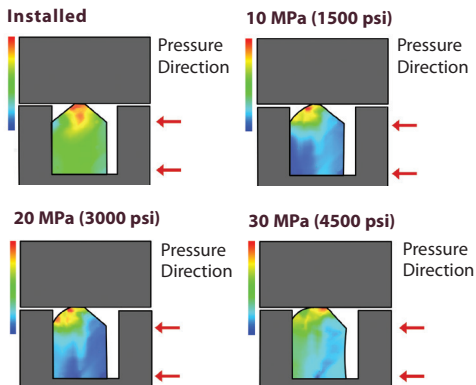 Installed
Pressure
Direction
10 MPa (1500 psi)
Pressure
Direction
20 MPa (3000 psi)
Pressure
Direction
30 MPa (4500 psi)
Pressure
Direction